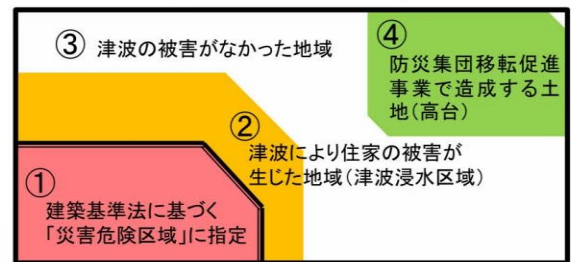 ③ 津波の被害がなかった地域
④
防災集団移転促進
事業で造成する土
地(高台)
②
津波により住家の被害が
生じた地域(津波浸水区域)
①
建築基準法に基づく
「災害危険区域」に指定